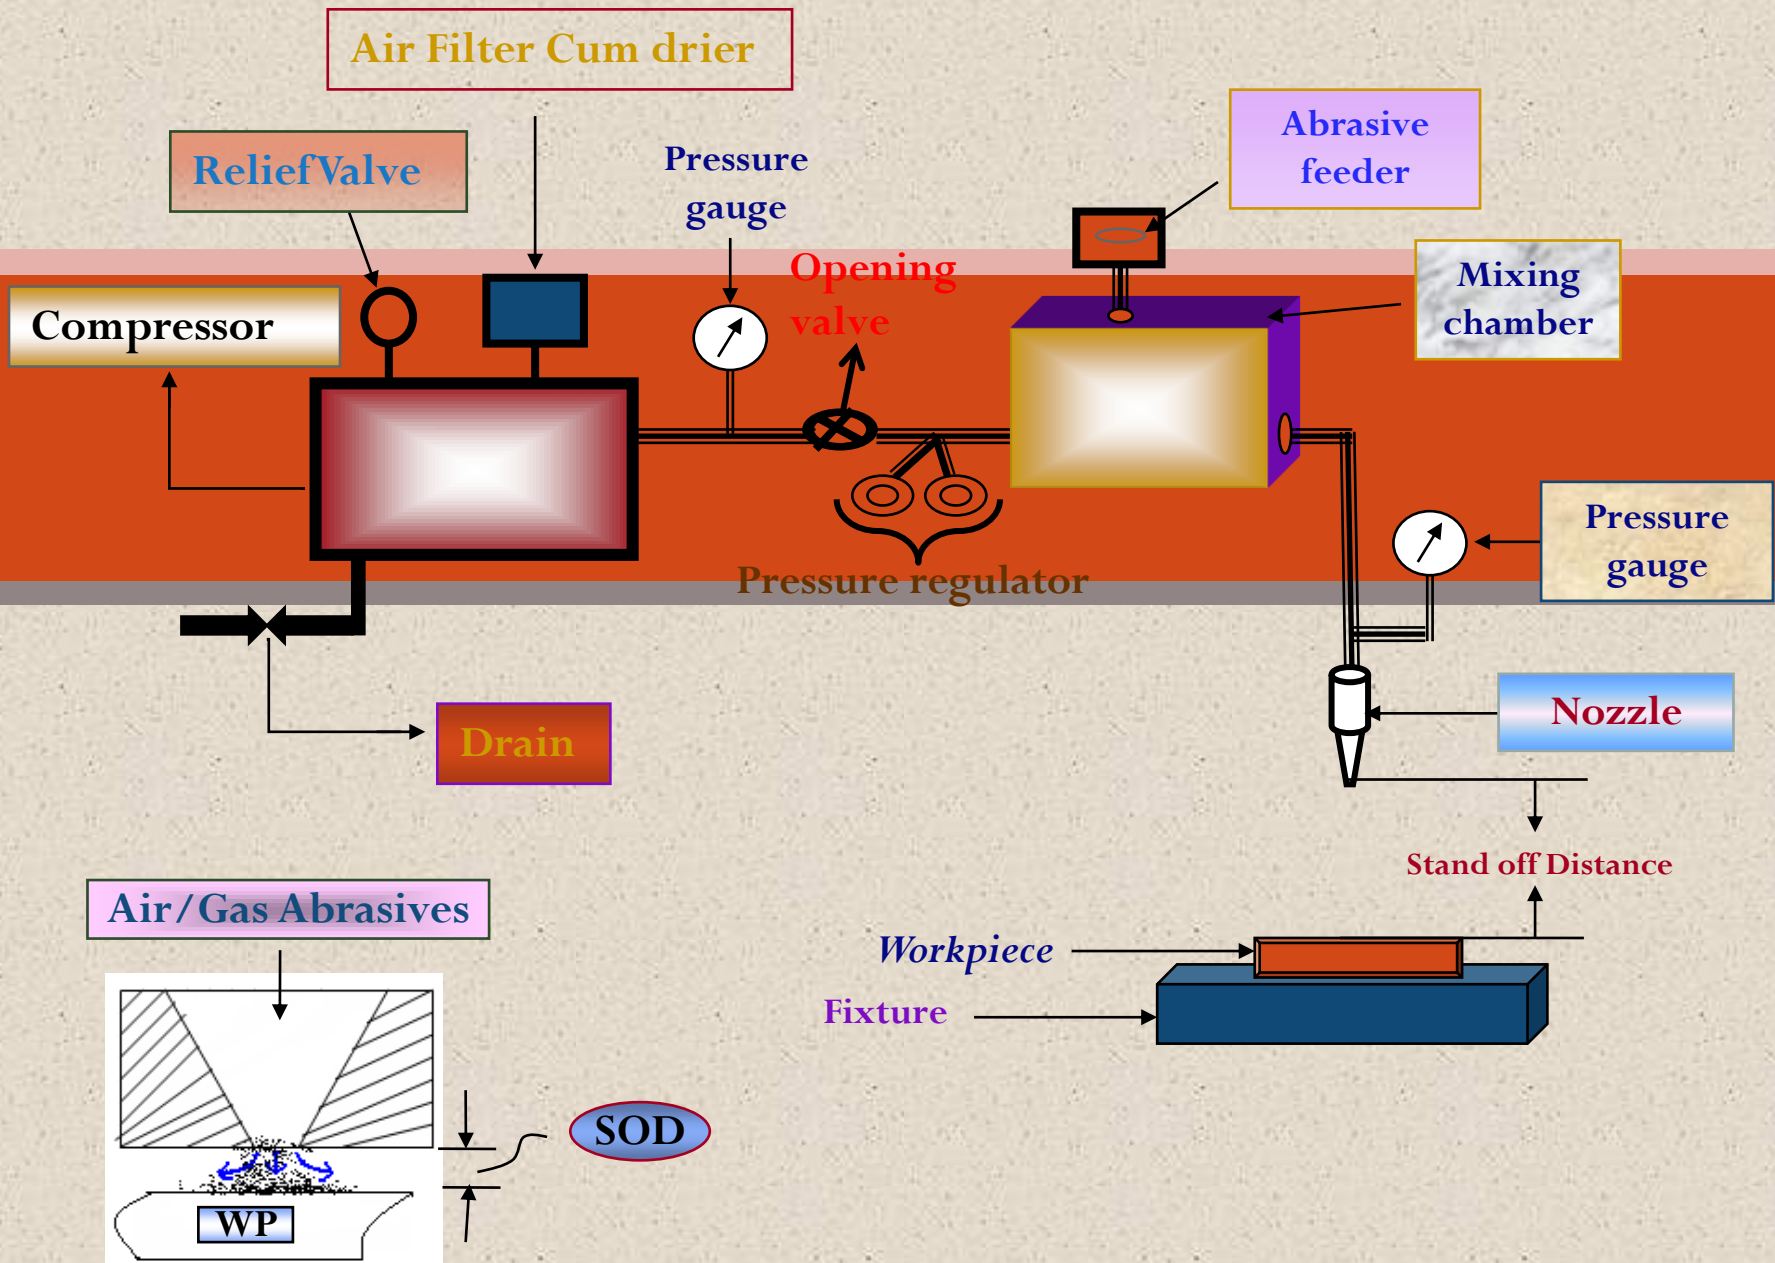 Air Filter Cum drier
Relief Valve
Pressure
gauge
Abrasive
feeder
Opening
valve
Mixing
chamber
Compressor
Pressure
gauge
Pressure regulator
Nozzle
Drain
Stand off Distance
Air/Gas Abrasives
Workpiece
Fixture
SOD
WP